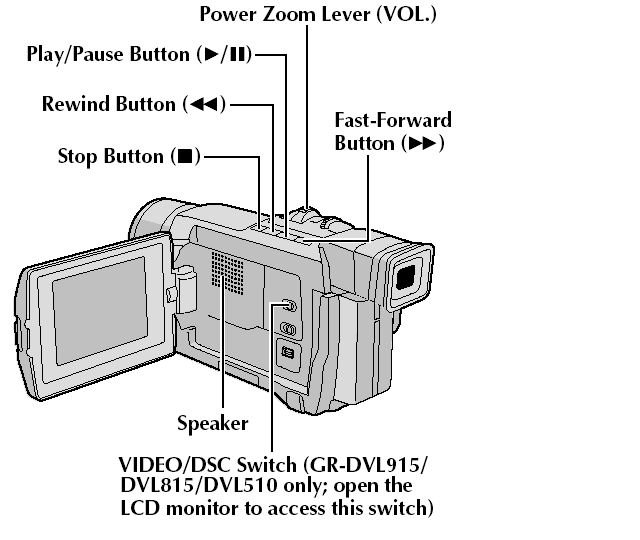 Power Zoom Lever (VOL.)
Play/Pause Button (▶/❚❚)
Rewind Button (◀◀)
Fast-Forward
Button (▶▶)
Stop Button (■)
Speaker
VIDEO/DSC Switch (GR-DVL915/
DVL815/DVL510 only; open the
LCD monitor to access this switch)